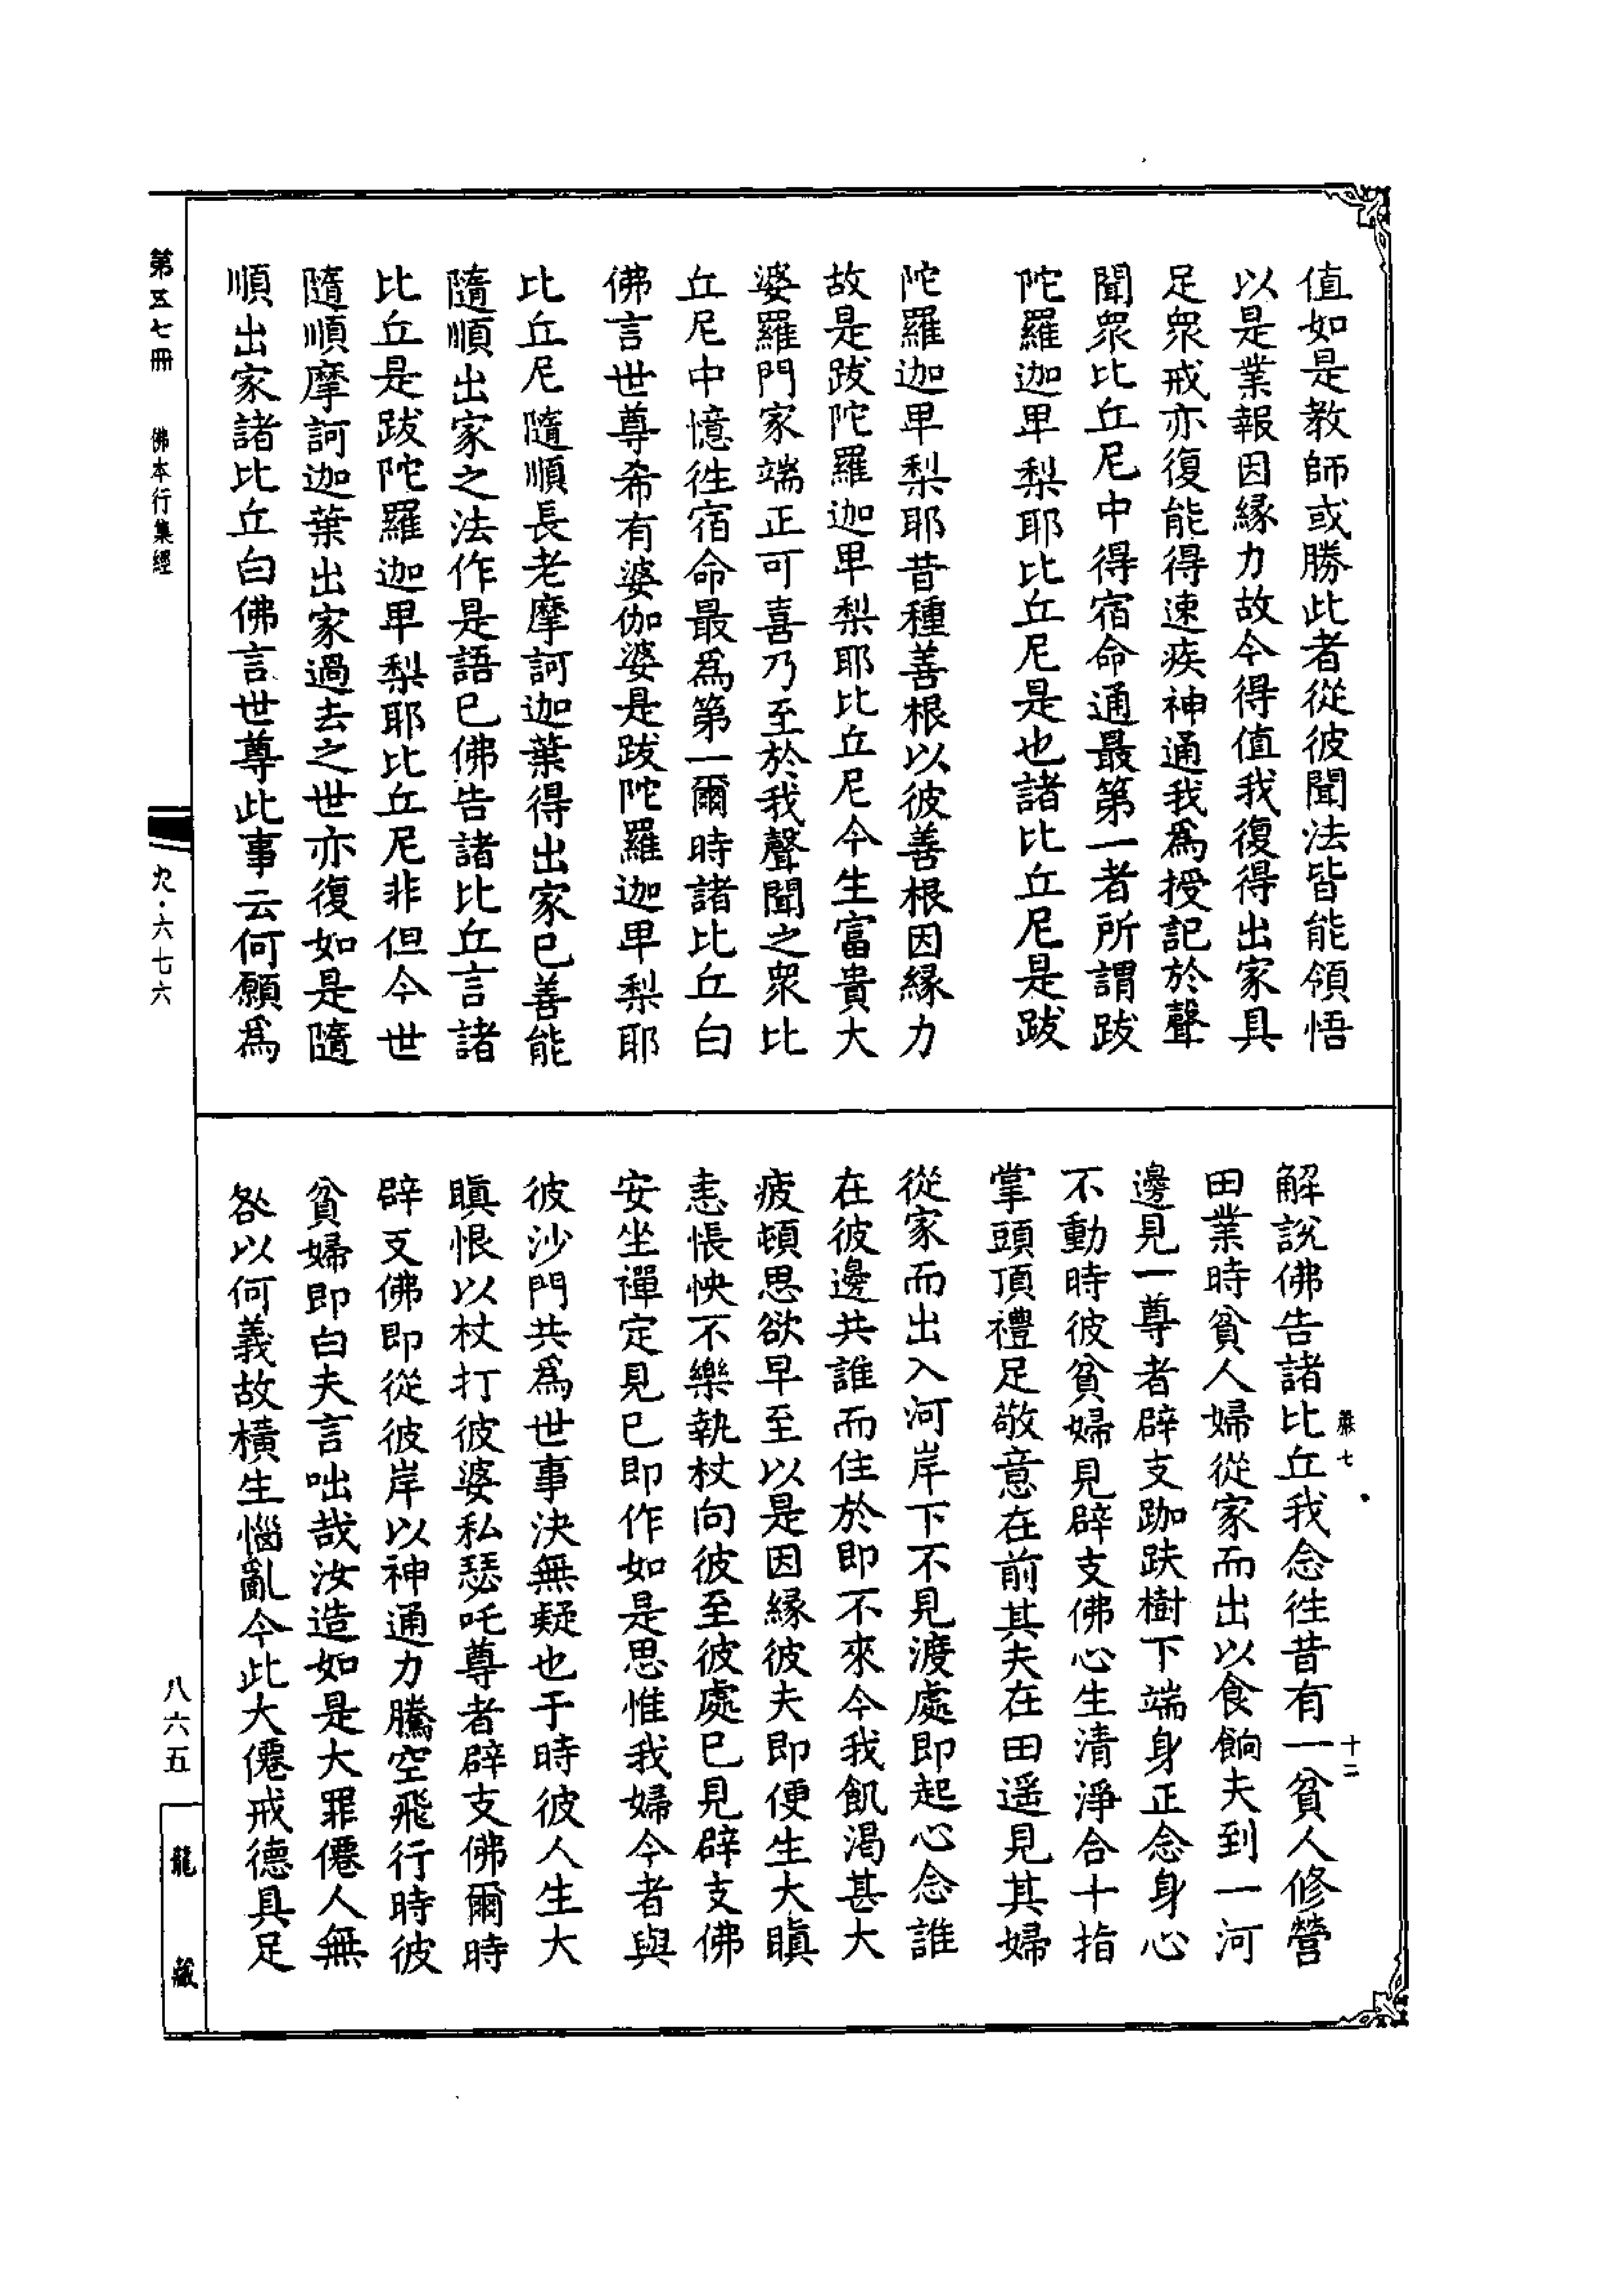 值如是教師或勝此者從彼聞法皆能領悟
以是業報因縁力故今得值我復得出家具
足衆戒亦復能得速疾神通我爲授記於聲
聞衆比丘尼中得宿命通最第一者所謂跋
陀羅迦卑梨耶比丘尼是也諸比丘尼是跋
陀羅迦卑梨耶昔種善根以彼善根因縁力
故是跋陀羅迦卑梨耶比丘尼今生富貴大
婆羅門家端正可喜乃至於我聲聞之衆比
丘尼中憶徃宿命最爲第一爾時諸比丘白
佛言世尊希有婆伽婆是跋陀羅迦卑梨耶
比丘尼隨順長老摩訶迦葉得出家已善能
隨順出家之法作是語已佛告諸比丘言諸
比丘是跋陀羅迦卑梨耶比丘尼非但今世
隨順摩訶迦葉出家過去之世亦復如是隨
順出家諸比丘白佛言世尊此事云何願爲
解說佛告諸比丘我念徃昔有一貧人修營
田業時貧人婦從家而出以食餉夫到一河
邊見一尊者辟支跏趺樹下端身正念身心
不動時彼貧婦見辟支佛心生清淨合十指
掌頭頂禮足敬意在前其夫在田遥見其婦
從家而出入河岸下不見渡處即起心念誰
在彼邊共誰而住於即不來今我飢渴甚大
疲頓思欲早至以是因縁彼夫即便生大瞋
恚悵怏不樂執杖向彼至彼處已見辟支佛
安坐禪定見已即作如是思惟我婦今者與
彼沙門共爲世事決無疑也于時彼人生大
瞋恨以杖打彼婆私瑟吒尊者辟支佛爾時
辟支佛即從彼岸以神通力騰空飛行時彼
貧婦即白夫言咄哉汝造如是大罪僊人無
咎以何義故橫生惱亂今此大僊戒德具足
十二
第五七冊
佛本行集經
九·六七六
八六五
龍藏